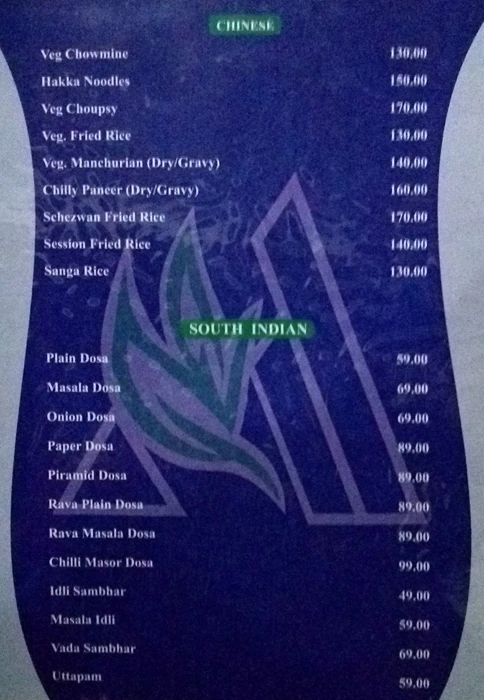 CHINESE
Veg Chowmine 130.00
Hakka Noodles 150.00
Veg Choupsy 170.00
Veg. Fried Rice 130.00
Veg. Manchurian (Dry/Gravy) 140.00
Chilly Paneer (Dry/Gravy) 160.00
Schezwan Fried Rice 170.00
Session Fried Rice 140.00
Sanga Rice 130.00
SOUTH INDIAN
Plain Dosa 59.00
Masala Dosa 69.00
Onion Dosa 69.00
Paper Dosa 89.00
Piramid Dosa 89.00
Rava Plain Dosa 89.00
Rava Masala Dosa 89.00
Chilli Masor Dosa 99.00
Idli Sambhar 49.00
Masala Idli 59.00
Vada Sambhar 69.00
Uttapam 59.00